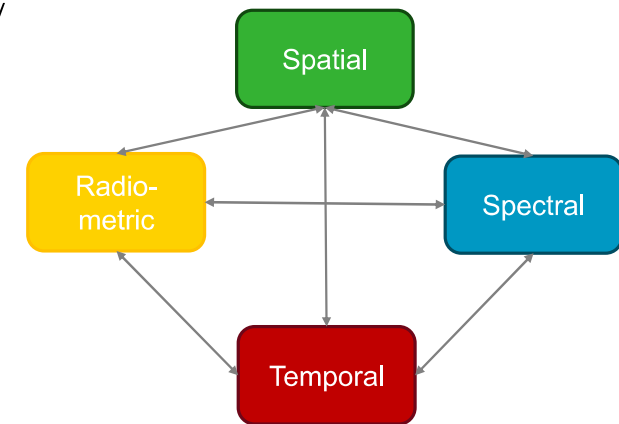 y
Spatial
Radio-
metric
Spectral
Temporal